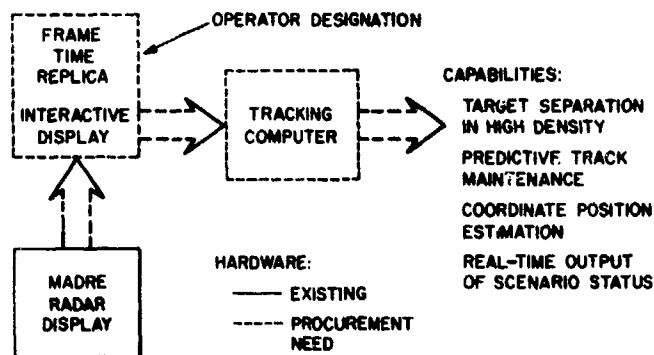 OPERATOR DESIGNATION
FRAME
TIME
REPLICA
INTERACTIVE
DISPLAY
TRACKING
COMPUTER
CAPABILITIES:
TARGET SEPARATION
IN HIGH DENSITY
PREDICTIVE TRACK
MAINTENANCE
COORDINATE POSITION
ESTIMATION
REAL-TIME OUTPUT
OF SCENARIO STATUS
MADRE
RADAR
DISPLAY
HARDWARE:
EXISTING
PROCUREMENT
NEED